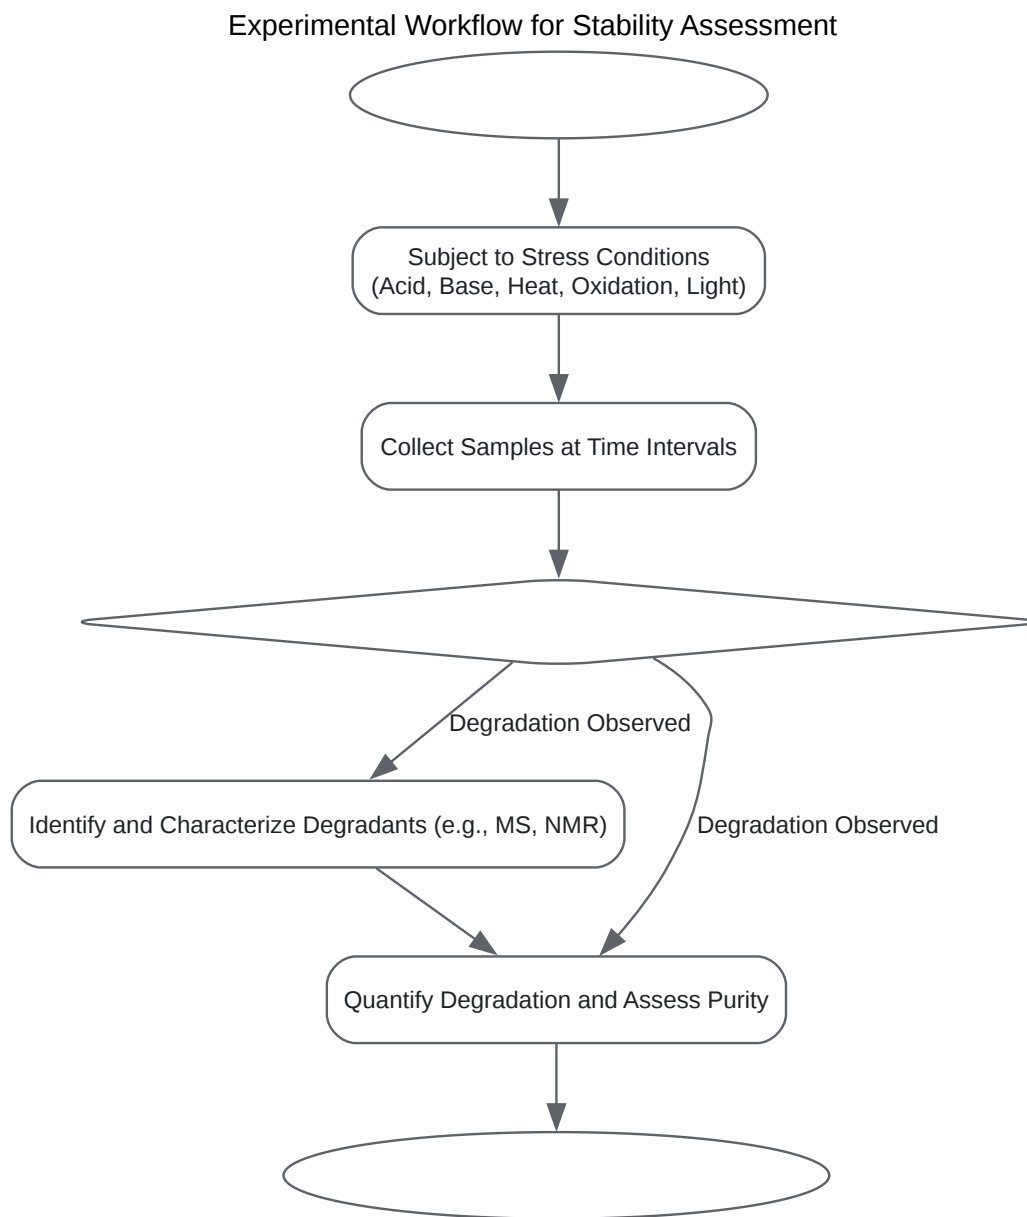 Experimental Workflow for Stability Assessment
Subject to Stress Conditions
(Acid, Base, Heat, Oxidation, Light)
Collect Samples at Time Intervals
Degradation Observed
Identify and Characterize Degradants (e.g., MS, NMR)
Degradation Observed
Quantify Degradation and Assess Purity